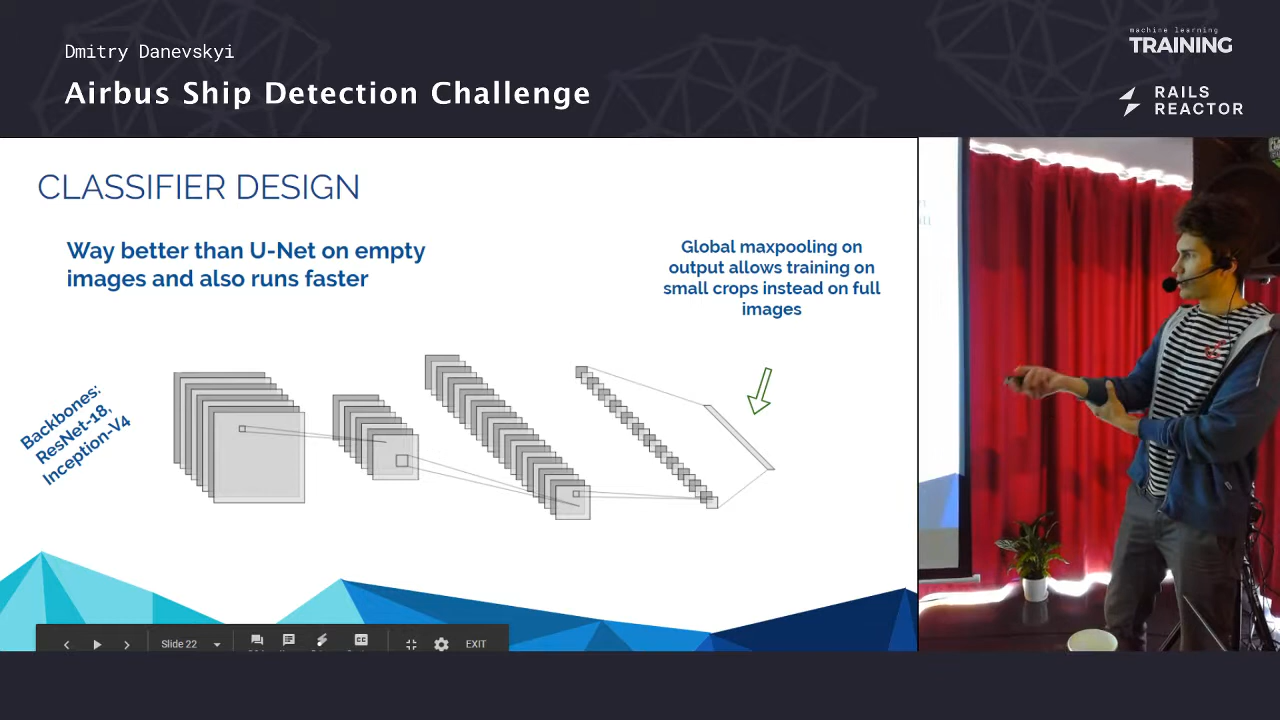 Dmitry Danevskyi
Airbus Ship Detection Challenge
machine learning
TRAINING
RAILS
REACTOR
CLASSIFIER DESIGN
Way better than U-Net on empty
images and also runs faster
Global maxpooling on
output allows training on
small crops instead on full
images
Backbones:
ResNet-18,
Inception-V4
Slide 22
CC
EXIT